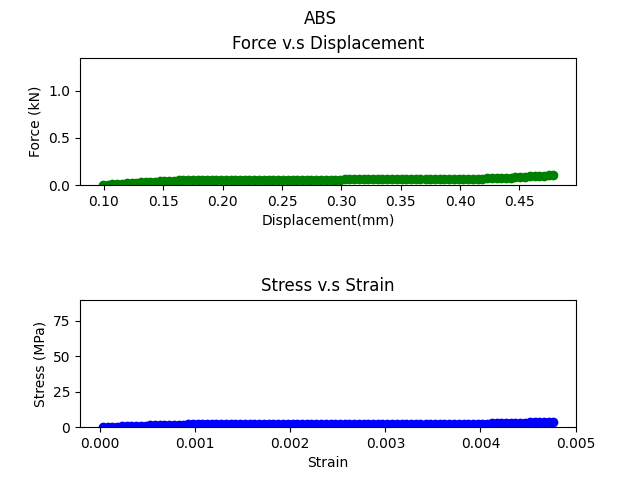 ABS
Force v.s Displacement
1.0
0.5
0.0
Force (kN)
0.10 0.15 0.20 0.25 0.30 0.35 0.40 0.45
Displacement(mm)
Stress v.s Strain
75
50
25
0
Stress (MPa)
0.000 0.001 0.002 0.003 0.004 0.005
Strain